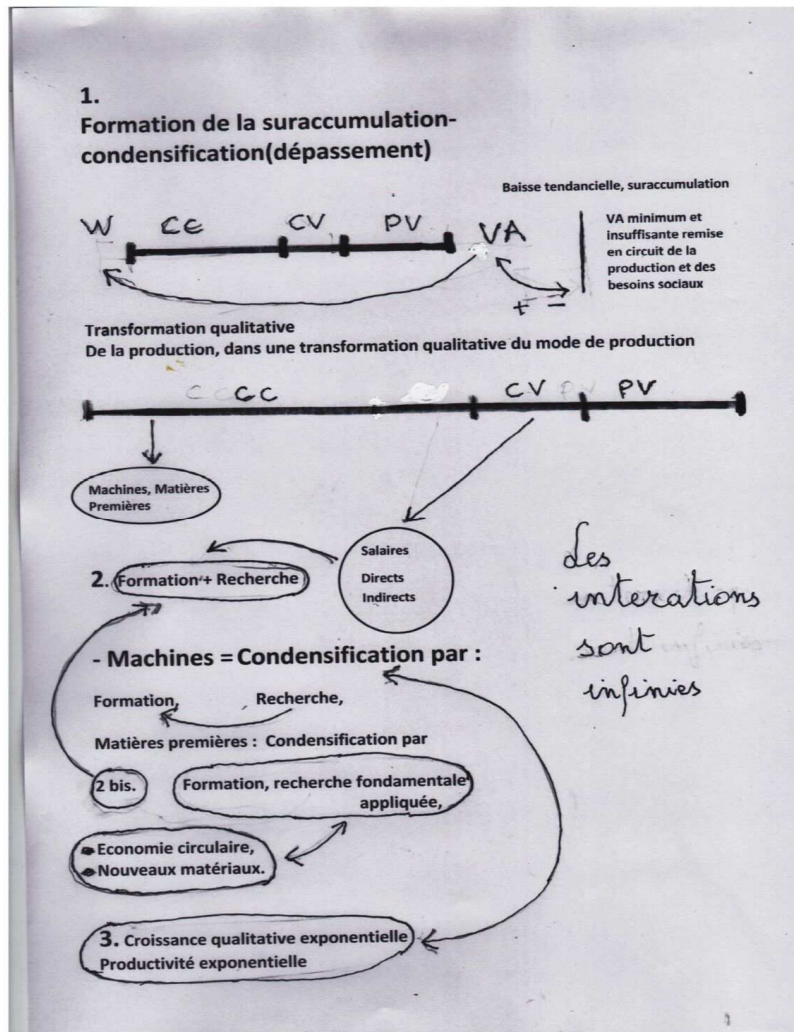 1.
Formation de la suraccumulation-
condensification(dépassement)
Baisse tendancielle, suraccumulation
W CC CV PV VA
VA minimum et
insuffisante remise
en circuit de la
production et des
besoins sociaux
+ =
Transformation qualitative
De la production, dans une transformation qualitative du mode de production
CC CV PV
Machines, Matières
Premières
Salaires
Directs
Indirects
2. Formation + Recherche
des
interations
sont
infinies
- Machines = Condensification par :
Formation, , Recherche,
Matières premières : Condensification par
2 bis.
Formation, recherche fondamentale
appliquée,
Economie circulaire,
Nouveaux matériaux.
3. Croissance qualitative exponentielle
Productivité exponentielle